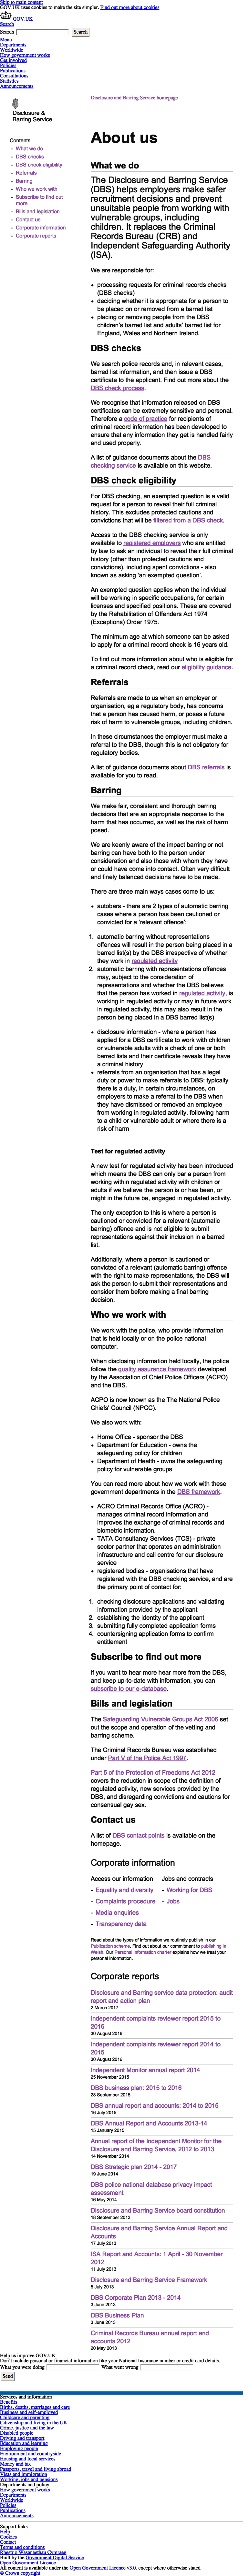 Skip to main content
GOV.UK uses cookies to make the site simpler. Find out more about cookies
GOV.UK
Search
Search Search
Menu
Departments
Worldwide
How government works
Get involved
Policies
Publications
Consultations
Statistics
Announcements
Disclosure and Barring Service homepage
Disclosure &
Barring Service
Contents
- What we do
- DBS checks
- DBS check eligibility
- Referrals
- Barring
- Who we work with
- Subscribe to find out
more
- Bills and legislation
- Contact us
- Corporate information
- Corporate reports
About us
What we do
The Disclosure and Barring Service
(DBS) helps employers make safer
recruitment decisions and prevent
unsuitable people from working with
vulnerable groups, including
children. It replaces the Criminal
Records Bureau (CRB) and
Independent Safeguarding Authority
(ISA).
We are responsible for:
• processing requests for criminal records checks
(DBS checks)
• deciding whether it is appropriate for a person to
be placed on or removed from a barred list
• placing or removing people from the DBS
children's barred list and adults' barred list for
England, Wales and Northern Ireland.
DBS checks
We search police records and, in relevant cases,
barred list information, and then issue a DBS
certificate to the applicant. Find out more about the
DBS check process.
We recognise that information released on DBS
certificates can be extremely sensitive and personal.
Therefore a code of practice for recipients of
criminal record information has been developed to
ensure that any information they get is handled fairly
and used properly.
A list of guidance documents about the DBS
checking service is available on this website.
DBS check eligibility
For DBS checking, an exempted question is a valid
request for a person to reveal their full criminal
history. This excludes protected cautions and
convictions that will be filtered from a DBS check.
Access to the DBS checking service is only
available to registered employers who are entitled
by law to ask an individual to reveal their full criminal
history (other than protected cautions and
convictions), including spent convictions - also
known as asking 'an exempted question'.
An exempted question applies when the individual
will be working in specific occupations, for certain
licenses and specified positions. These are covered
by the Rehabilitation of Offenders Act 1974
(Exceptions) Order 1975.
The minimum age at which someone can be asked
to apply for a criminal record check is 16 years old.
To find out more information about who is eligible for
a criminal record check, read our eligibility guidance.
Referrals
Referrals are made to us when an employer or
organisation, eg a regulatory body, has concerns
that a person has caused harm, or poses a future
risk of harm to vulnerable groups, including children.
In these circumstances the employer must make a
referral to the DBS, though this is not obligatory for
regulatory bodies.
A list of guidance documents about DBS referrals is
available for you to read.
Barring
We make fair, consistent and thorough barring
decisions that are an appropriate response to the
harm that has occurred, as well as the risk of harm
posed.
We are keenly aware of the impact barring or not
barring can have on the person under
consideration and on those with whom they have
or could have come into contact. Often very difficult
and finely balanced decisions have to be made.
There are three main ways cases come to us:
• autobars - there are 2 types of automatic barring
cases where a person has been cautioned or
convicted for a 'relevant offence':
1. automatic barring without representations
offences will result in the person being placed in a
barred list(s) by the DBS irrespective of whether
they work in regulated activity
2. automatic barring with representations offences
may, subject to the consideration of
representations and whether the DBS believes
that the person has worked in regulated activity, is
working in regulated activity or may in future work
in regulated activity, this may also result in the
person being placing in a DBS barred list(s)
• disclosure information - where a person has
applied for a DBS certificate to work with children
or vulnerable adults in health care or is either to
be or have their adoption check and they have
a criminal history
• referrals from organisation that has a legal
duty or power to make referrals to DBS: typically
there is a duty, in certain circumstances, on
employers to make a referral to the DBS when
they have dismissed or removed an employee
from working in regulated activity, following harm
to a child or vulnerable adult or where there is
risk of harm
Test for regulated activity
A new test for regulated activity has been introduced
which means the DBS can only bar a person from
working within regulated activity with children or
adults if we believe the person is or has been, or
might in the future be, engaged in regulated activity.
The only exception to this is where a person is
cautioned or convicted for a relevant (automatic
barring) offence and is not eligible to submit
representations against their inclusion in a barred
list.
Additionally, where a person is cautioned or
convicted of a relevant (automatic barring) offence
with the right to make representations, the DBS will
ask the person to submit their representations and
consider them before making a final barring
decision.
Who we work with
We work with the police, who provide information
that is held locally or on the police national
computer.
When disclosing information held locally, the police
follow the quality assurance framework developed
by the Association of Chief Police Officers (ACPO)
and the DBS.
ACPO is now known as the The National Police
Chiefs' Council (NPCC).
We also work with:
• Home Office - sponsor the DBS
• Department for Education - owns the
safeguarding policy for children
• Department of Health - owns the safeguarding
policy for vulnerable groups
You can read more about how we work with these
government departments in the DBS framework.
• ACRO Criminal Records Office (ACRO) -
manages criminal record information and
improves the exchange of criminal records and
biometric information.
• TATA Consultancy Services (TCS) - private
sector partner that operates an administration
infrastructure and call centre for our disclosure
service
• registered bodies - organisations that have
registered with the DBS checking service, and are
the primary point of contact for:
1. checking disclosure applications and validating
information provided by the applicant
2. establishing the identity of the applicant
3. submitting fully completed application forms
4. countersigning applications forms to confirm
entitlement
Subscribe to find out more
If you want to hear more hear more from the DBS,
and keep up-to-date with information, you can
subscribe to our e-database.
Bills and legislation
The Safeguarding Vulnerable Groups Act 2006 set
out the scope and operation of the vetting and
barring scheme.
The Criminal Records Bureau was established
under Part V of the Police Act 1997.
Part 5 of the Protection of Freedoms Act 2012
covers the reduction in scope of the definition of
regulated activity, new services provided by the
DBS, and disregarding convictions and cautions for
consensual gay sex.
Contact us
A list of DBS contact points is available on the
homepage.
Corporate information
Access our information Jobs and contracts
- Equality and diversity - Working for DBS
- Complaints procedure - Jobs
- Media enquiries
- Transparency data
Read about the types of information we routinely publish in our
Publication scheme. Find out about our commitment to publishing in
Welsh. Our Personal information charter explains how we treat your
personal information.
Corporate reports
Disclosure and Barring service data protection: audit
report and action plan
2 March 2017
Independent complaints reviewer report 2015 to
2016
30 August 2016
Independent complaints reviewer report 2014 to
2015
30 August 2016
Independent Monitor annual report 2014
25 November 2015
DBS business plan: 2015 to 2016
28 September 2015
DBS annual report and accounts: 2014 to 2015
16 July 2015
DBS Annual Report and Accounts 2013-14
15 January 2015
Annual report of the Independent Monitor for the
Disclosure and Barring Service, 2012 to 2013
14 November 2014
DBS Strategic plan 2014 - 2017
19 June 2014
DBS police national database privacy impact
assessment
16 May 2014
Disclosure and Barring Service board constitution
18 September 2013
Disclosure and Barring Service Annual Report and
Accounts
17 July 2013
ISA Report and Accounts: 1 April - 30 November
2012
11 July 2013
Disclosure and Barring Service Framework
5 July 2013
DBS Corporate Plan 2013 - 2014
3 June 2013
DBS Business Plan
3 June 2013
Criminal Records Bureau annual report and
accounts 2012
20 May 2013
Help us improve GOV.UK
Don't include personal or financial information like your National Insurance number or credit card details.
What you were doing What went wrong
Send
Services and information
Benefits
Births, deaths, marriages and care
Business and self-employed
Childcare and parenting
Citizenship and living in the UK
Crime, justice and the law
Disabled people
Driving and transport
Education and learning
Employing people
Environment and countryside
Housing and local services
Money and tax
Passports, travel and living abroad
Visas and immigration
Working, jobs and pensions
Departments and policy
How government works
Departments
Worldwide
Policies
Publications
Announcements
Support links
Help
Cookies
Contact
Terms and conditions
Rhestr o Wasanaethau Cymraeg
Built by the Government Digital Service
Open Government Licence
All content is available under the Open Government Licence v3.0, except where otherwise stated
© Crown copyright